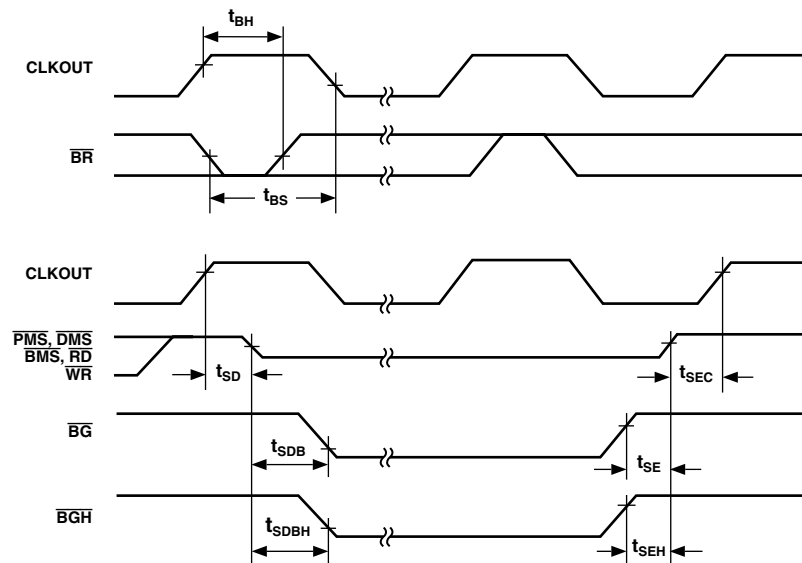 tBH
CLKOUT
BR
tBS
CLKOUT
PMS, DMS
BMS, RD
WR
tSD
tSEC
BG
tSDB
tSE
BGH
tSDBH
tSEH